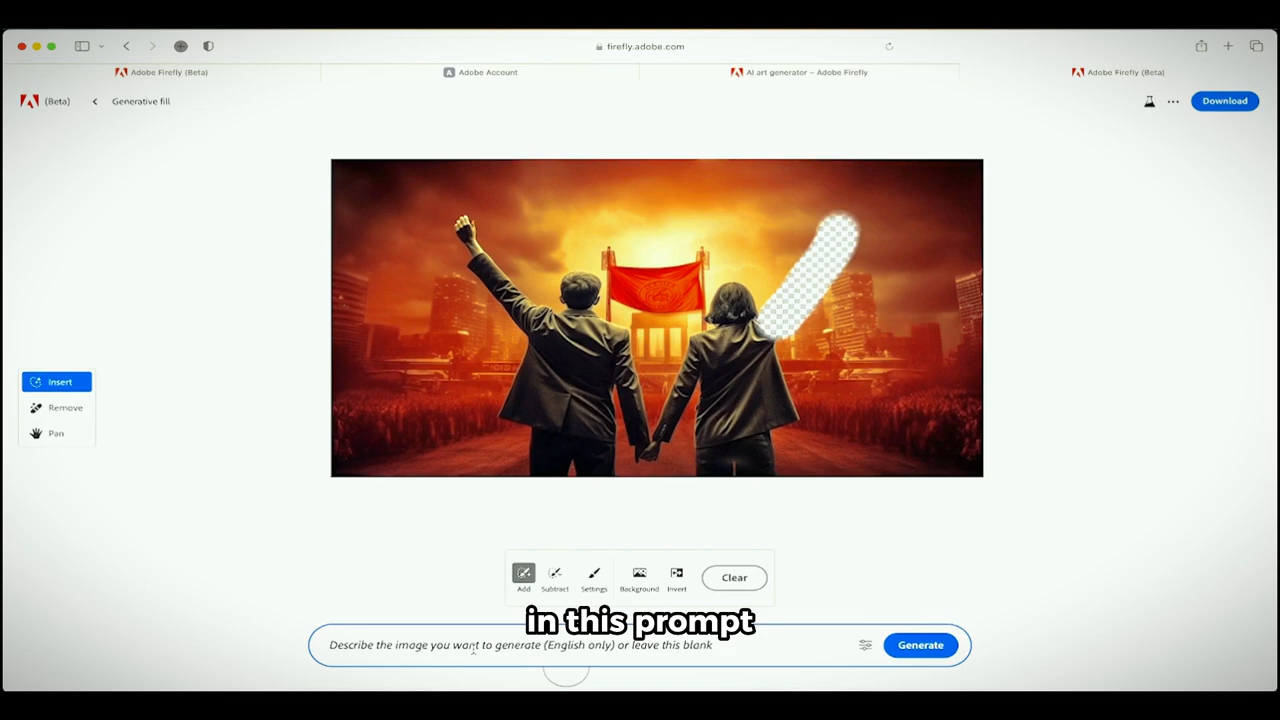 firefly.adobe.com
Adobe Firefly (Beta)
Adobe Account
AI art generator – Adobe Firefly
Adobe Firefly (Beta)
(Beta)
Generative fill
Download
Insert
Remove
Pan
Add
Subtract
Settings
Background
Invert
Clear
in this prompt
Describe the image you want to generate (English only) or leave this blank
Generate